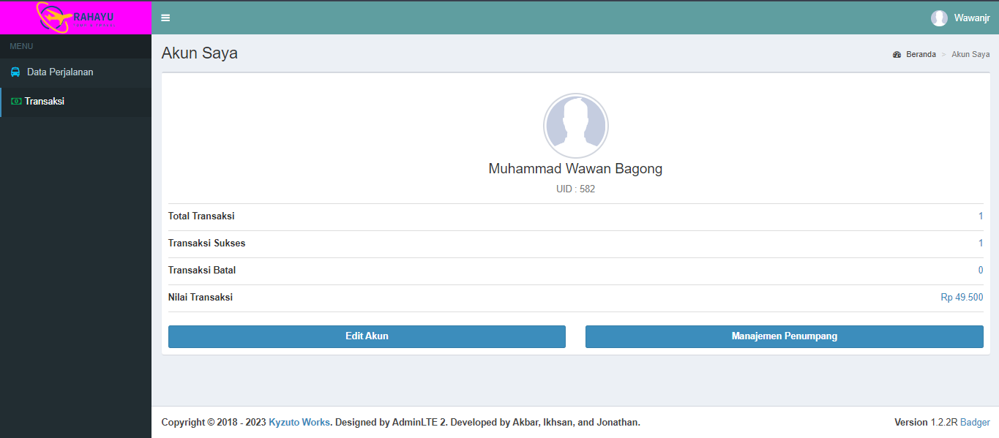 RAHAYU
Wawanjr
MENU
Data Perjalanan
Transaksi
Akun Saya
Beranda > Akun Saya
Muhammad Wawan Bagong
UID : 582
Total Transaksi 1
Transaksi Sukses 1
Transaksi Batal 0
Nilai Transaksi Rp 49.500
Edit Akun
Manajemen Penumpang
Copyright © 2018 - 2023 Kyzuto Works. Designed by AdminLTE 2. Developed by Akbar, Ikhsan, and Jonathan.
Version 1.2.2R Badger